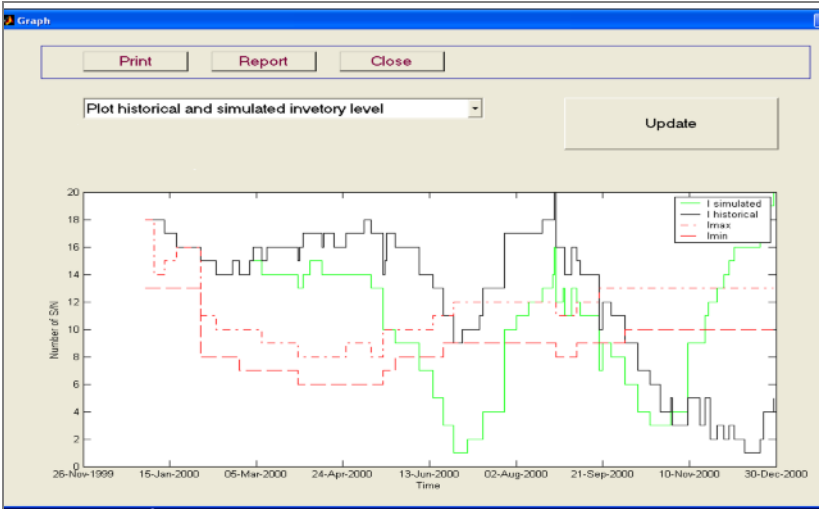 Graph
Print Report Close
Plot historical and simulated invetory level
Update
20
18
16
14
12
10
8
6
4
2
0
Number of S/N
I simulated
I historical
Imax
Imin
26-Nov-1999 15-Jan-2000 05-Mar-2000 24-Apr-2000 13-Jun-2000 02-Aug-2000 21-Sep-2000 10-Nov-2000 30-Dec-2000
Time